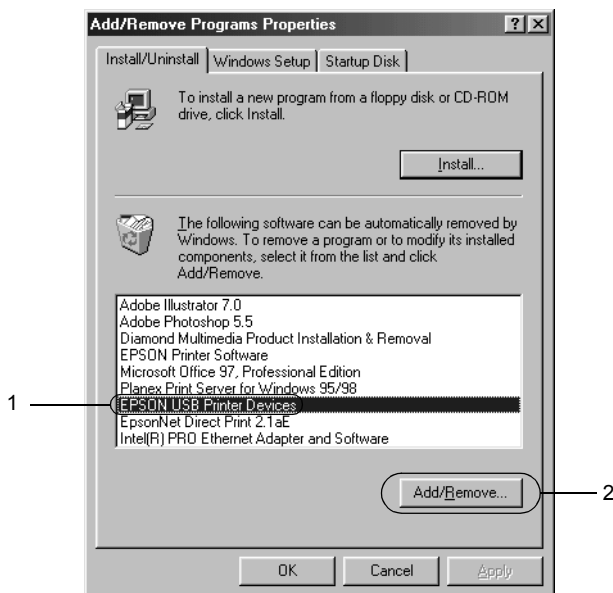 Add/Remove Programs Properties
Install/Uninstall Windows Setup Startup Disk
To install a new program from a floppy disk or CD-ROM
drive, click Install.
Install...
The following software can be automatically removed by
Windows. To remove a program or to modify its installed
components, select it from the list and click
Add/Remove.
Adobe Illustrator 7.0
Adobe Photoshop 5.5
Diamond Multimedia Product Installation & Removal
EPSON Printer Software
Microsoft Office 97, Professional Edition
Planex Print Server for Windows 95/98
1 EPSON USB Printer Devices
EpsonNet Direct Print 2.1aE
Intel(R) PRO Ethernet Adapter and Software
Add/Remove... 2
OK Cancel Apply